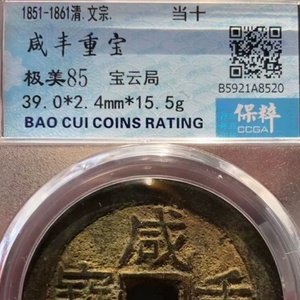 1851-1861清.文宗.
当十
咸丰重宝
极美85 宝云局
39.0*2.4mm*15.5g
BAO CUI COINS RATING
B5921A8520
保粹
CCGA
咸